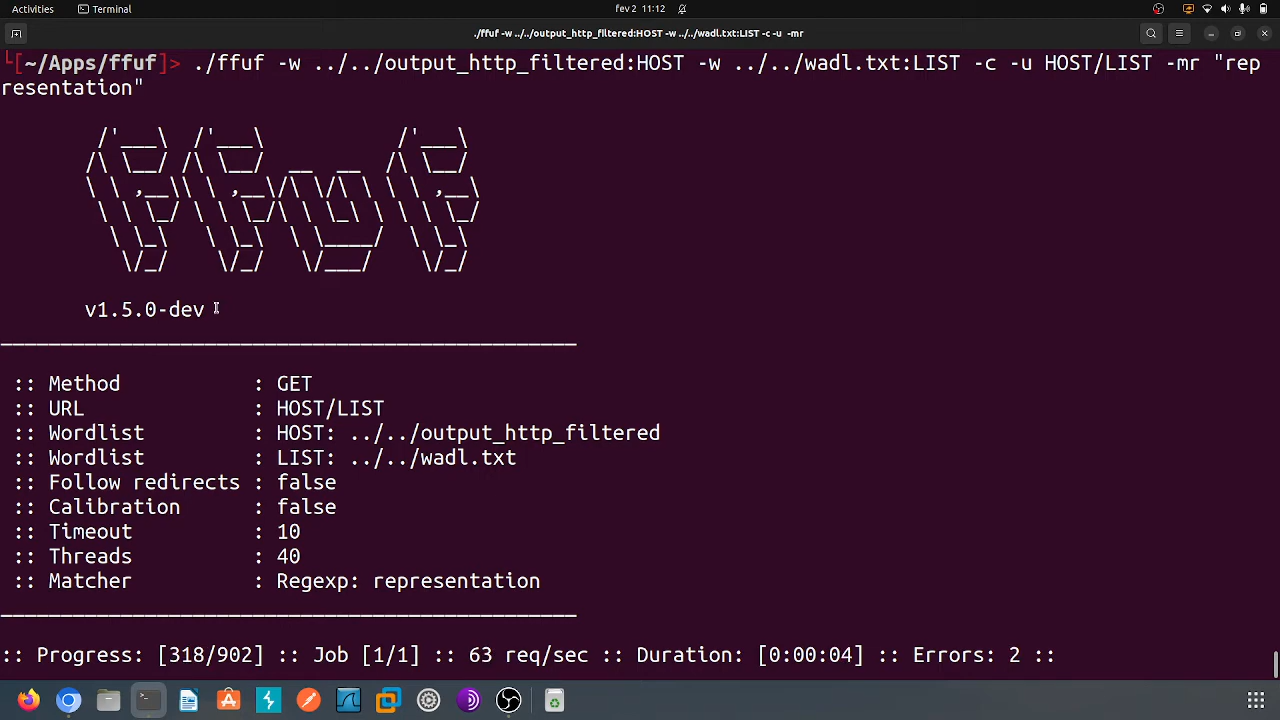 Activities Terminal fev 2 11:12
./ffuf -w ../../output_http_filtered:HOST -w ../../wadl.txt:LIST -c -u -mr
└[~/Apps/ffuf]> ./ffuf -w ../../output_http_filtered:HOST -w ../../wadl.txt:LIST -c -u HOST/LIST -mr "rep
resentation"
        /'___\  /'___\           /'___\
       /\ \__/ /\ \__/  __  __  /\ \__/
       \ \ ,__\\ \ ,__\/\ \/\ \ \ \ ,__\
        \ \ \_/ \ \ \_/\ \ \_\ \ \ \ \_/
         \ \_\   \ \_\  \ \____/  \ \_\
          \/_/    \/_/   \/___/    \/_/
v1.5.0-dev
________________________________________________
:: Method : GET
:: URL : HOST/LIST
:: Wordlist : HOST: ../../output_http_filtered
:: Wordlist : LIST: ../../wadl.txt
:: Follow redirects : false
:: Calibration : false
:: Timeout : 10
:: Threads : 40
:: Matcher : Regexp: representation
________________________________________________
:: Progress: [318/902] :: Job [1/1] :: 63 req/sec :: Duration: [0:00:04] :: Errors: 2 ::